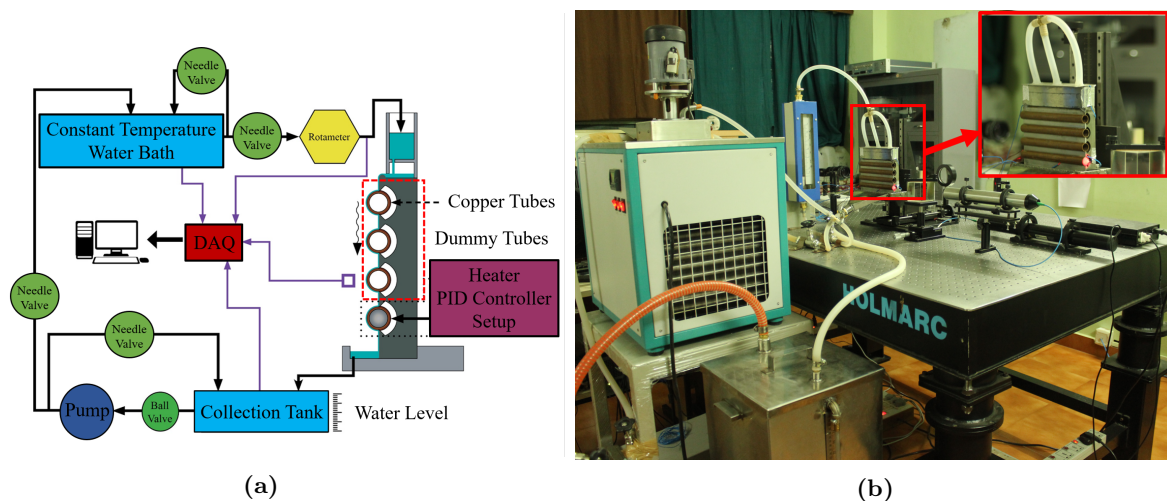 Needle
Valve
Constant Temperature
Water Bath
Needle
Valve
Rotameter
Copper Tubes
Dummy Tubes
DAQ
Heater
PID Controller
Setup
Needle
Valve
Needle
Valve
Pump
Ball
Valve
Collection Tank
Water Level
HOLMARC
(a)
(b)